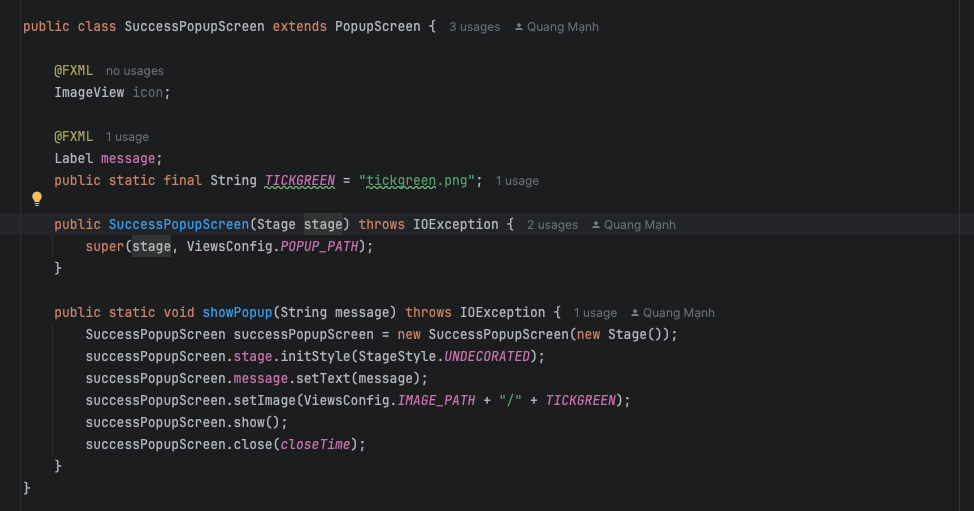 public class SuccessPopupScreen extends PopupScreen {  3 usages  Quang Mạnh
    @FXML  no usages
    ImageView icon;
    @FXML  1 usage
    Label message;
    public static final String TICKGREEN = "tickgreen.png";  1 usage
    public SuccessPopupScreen(Stage stage) throws IOException {  2 usages  Quang Mạnh
        super(stage, ViewsConfig.POPUP_PATH);
    }
    public static void showPopup(String message) throws IOException {  1 usage  Quang Mạnh
        SuccessPopupScreen successPopupScreen = new SuccessPopupScreen(new Stage());
        successPopupScreen.stage.initStyle(StageStyle.UNDECORATED);
        successPopupScreen.message.setText(message);
        successPopupScreen.setImage(ViewsConfig.IMAGE_PATH + "/" + TICKGREEN);
        successPopupScreen.show();
        successPopupScreen.close(closeTime);
    }
}